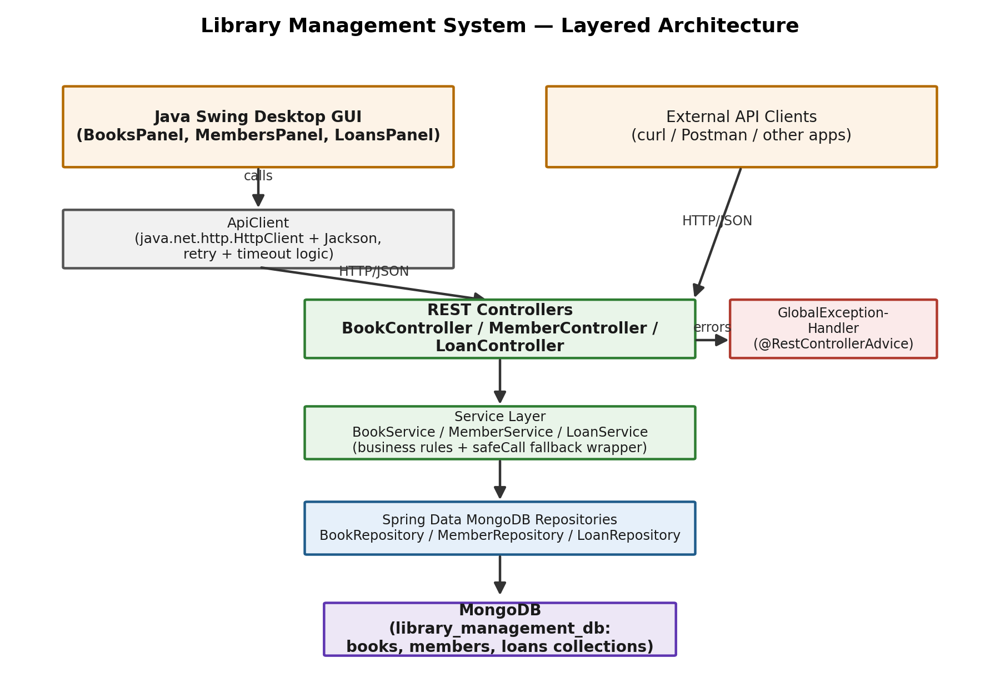 Library Management System — Layered Architecture
Java Swing Desktop GUI
(BooksPanel, MembersPanel, LoansPanel)
External API Clients
(curl / Postman / other apps)
calls
ApiClient
(java.net.http.HttpClient + Jackson,
retry + timeout logic)
HTTP/JSON
HTTP/JSON
REST Controllers
BookController / MemberController /
LoanController
errors
GlobalException-
Handler
(@RestControllerAdvice)
Service Layer
BookService / MemberService / LoanService
(business rules + safeCall fallback wrapper)
Spring Data MongoDB Repositories
BookRepository / MemberRepository / LoanRepository
MongoDB
(library_management_db:
books, members, loans collections)